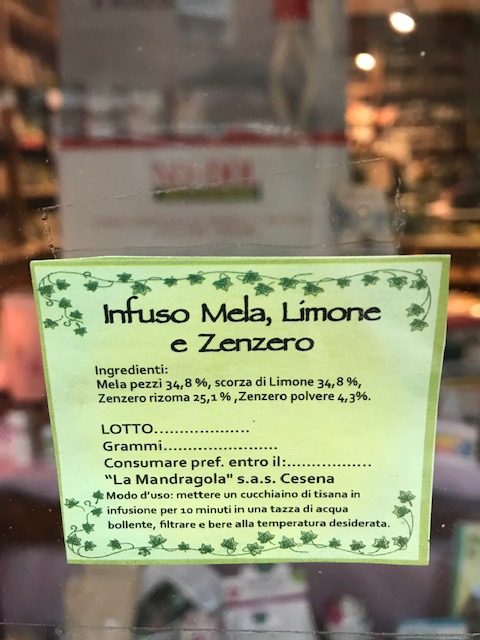 Infuso Mela, Limone
e Zenzero
Ingredienti:
Mela pezzi 34,8 %, scorza di Limone 34,8 %,
Zenzero rizoma 25,1 % ,Zenzero polvere 4,3%.
LOTTO...................
Grammi.......................
Consumare pref. entro il:.................
“La Mandragola" s.a.s. Cesena
Modo d'uso: mettere un cucchiaino di tisana in
infusione per 10 minuti in una tazza di acqua
bollente, filtrare e bere alla temperatura desiderata.